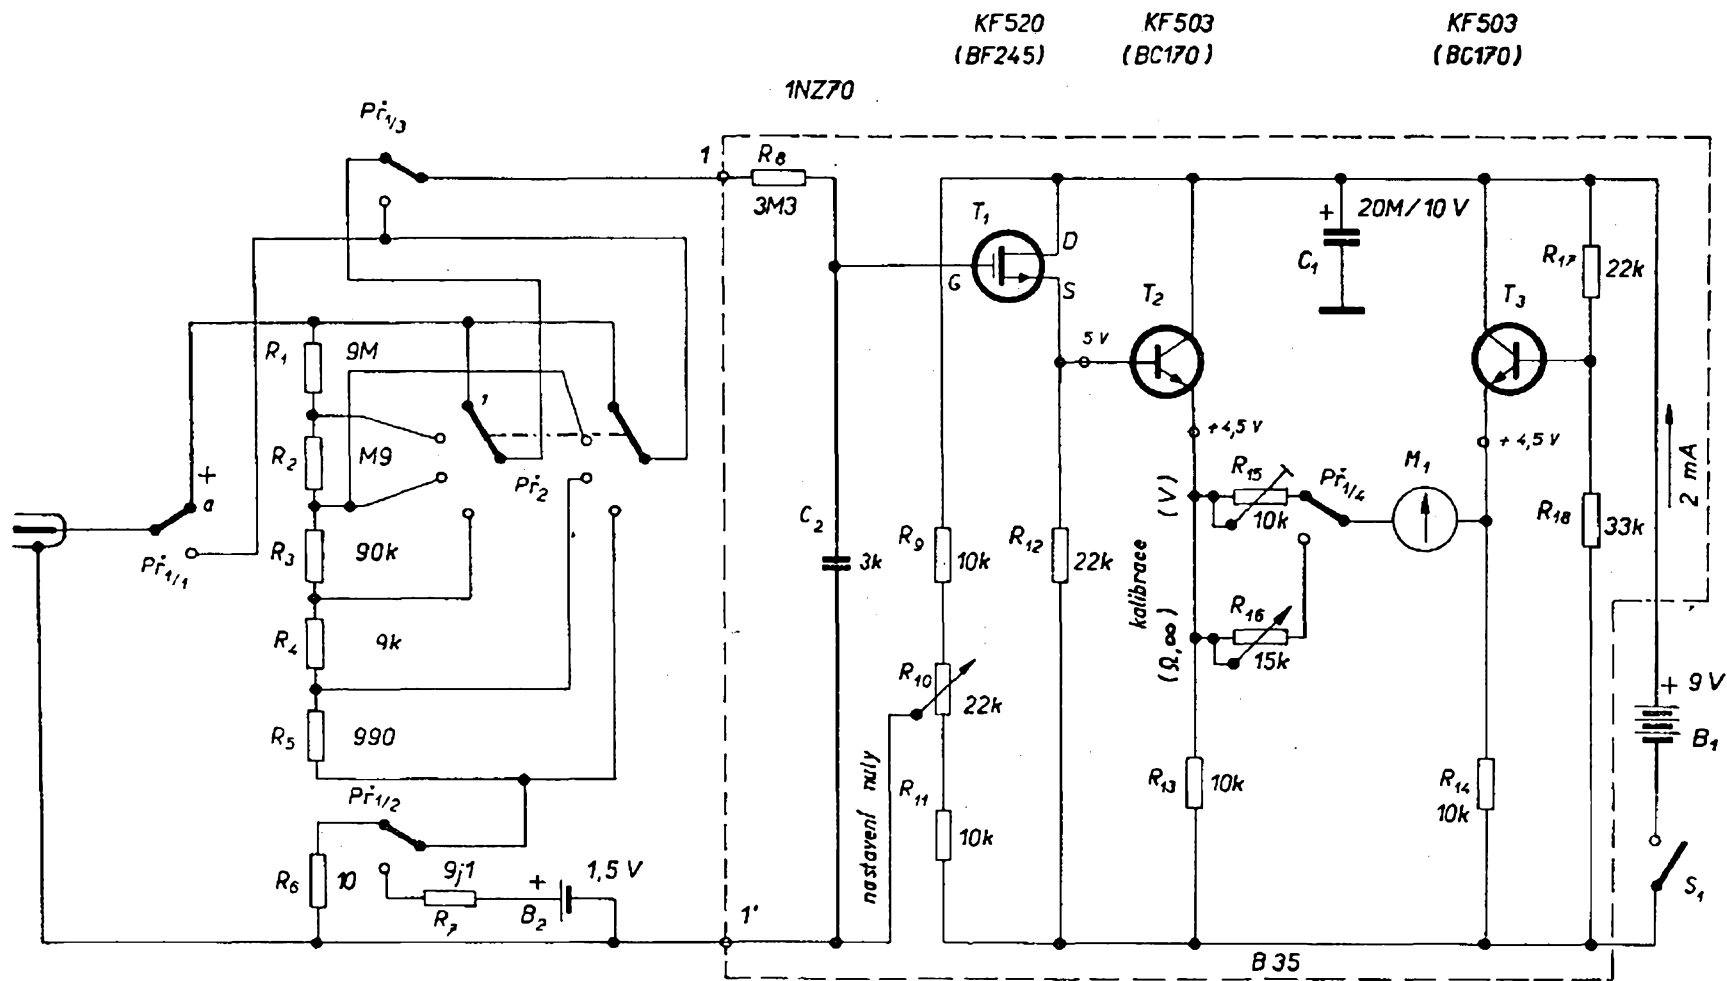 KF520
(BF245)
KF503
(BC170)
KF503
(BC170)
1NZ70
Př1/3
1
R8
3M3
T1
D
G
S
20M/10 V
+
C1
R17
22k
T2
T3
5 V
R1
9M
1
R2
M9
Př2
+
a
Př1/1
R3
90k
R4
9k
R5
990
C2
3k
R9
10k
R12
22k
+4,5 V
+4,5 V
M1
R15
10k
Př1/4
(V)
kalibrace
(Ω,∞)
R16
15k
R18
33k
2 mA
R10
22k
nastavení nuly
R11
10k
R13
10k
R14
10k
+ 9 V
B1
S1
Př1/2
R6
10
9j1
R7
+
B2
1,5 V
1'
B 35